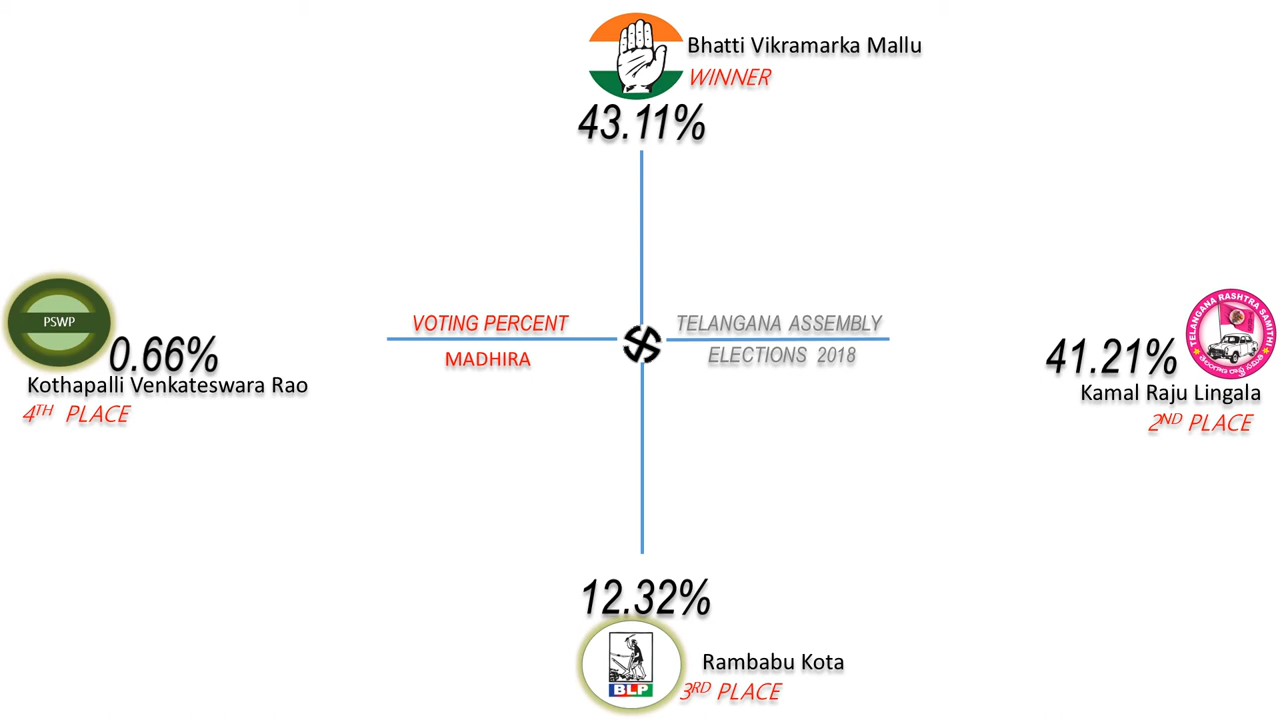 Bhatti Vikramarka Mallu
WINNER
43.11%
PSWP
0.66%
Kothapalli Venkateswara Rao
4TH PLACE
VOTING PERCENT
MADHIRA
TELANGANA ASSEMBLY
ELECTIONS 2018
41.21%
TELANGANA RASHTRA SAMITHI
తెలంగాణ రాష్ట్ర సమితి
Kamal Raju Lingala
2ND PLACE
12.32%
BLP
Rambabu Kota
3RD PLACE